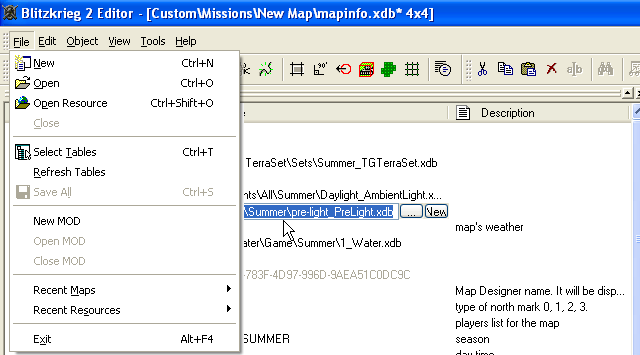 Blitzkrieg 2 Editor - [Custom\Missions\New Map\mapinfo.xdb* 4x4]
File Edit Object View Tools Help
New Ctrl+N
Open Ctrl+O
Open Resource Ctrl+Shift+O
Close
Select Tables Ctrl+T
Refresh Tables
Save All Ctrl+S
New MOD
Open MOD
Close MOD
Recent Maps
Recent Resources
Exit Alt+F4
Description
TerraSet\Sets\Summer_TGTerraSet.xdb
nts\All\Summer\Daylight_AmbientLight.x...
\Summer\pre-light_PreLight.xdb ... New
map's weather
ater\Game\Summer\1_Water.xdb
-783F-4D97-996D-9AEA51C0DC9C
Map Designer name. It will be disp...
type of north mark 0, 1, 2, 3.
players list for the map
SUMMER season
day time